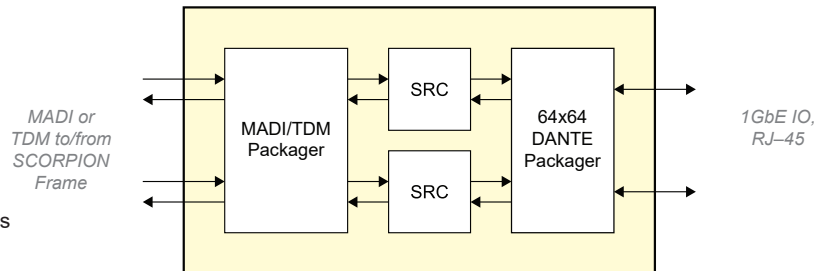 MADI or
TDM to/from
SCORPION
Frame
s
MADI/TDM
Packager
SRC
SRC
64x64
DANTE
Packager
1GbE IO,
RJ–45